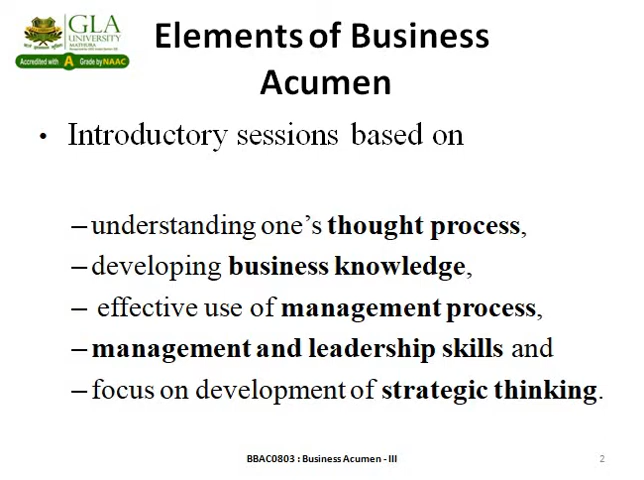 GLA
UNIVERSITY
MATHURA
Accredited with A Grade by NAAC
Elements of Business
Acumen
• Introductory sessions based on
– understanding one's thought process,
– developing business knowledge,
– effective use of management process,
– management and leadership skills and
– focus on development of strategic thinking.
BBAC0803 : Business Acumen - III
2